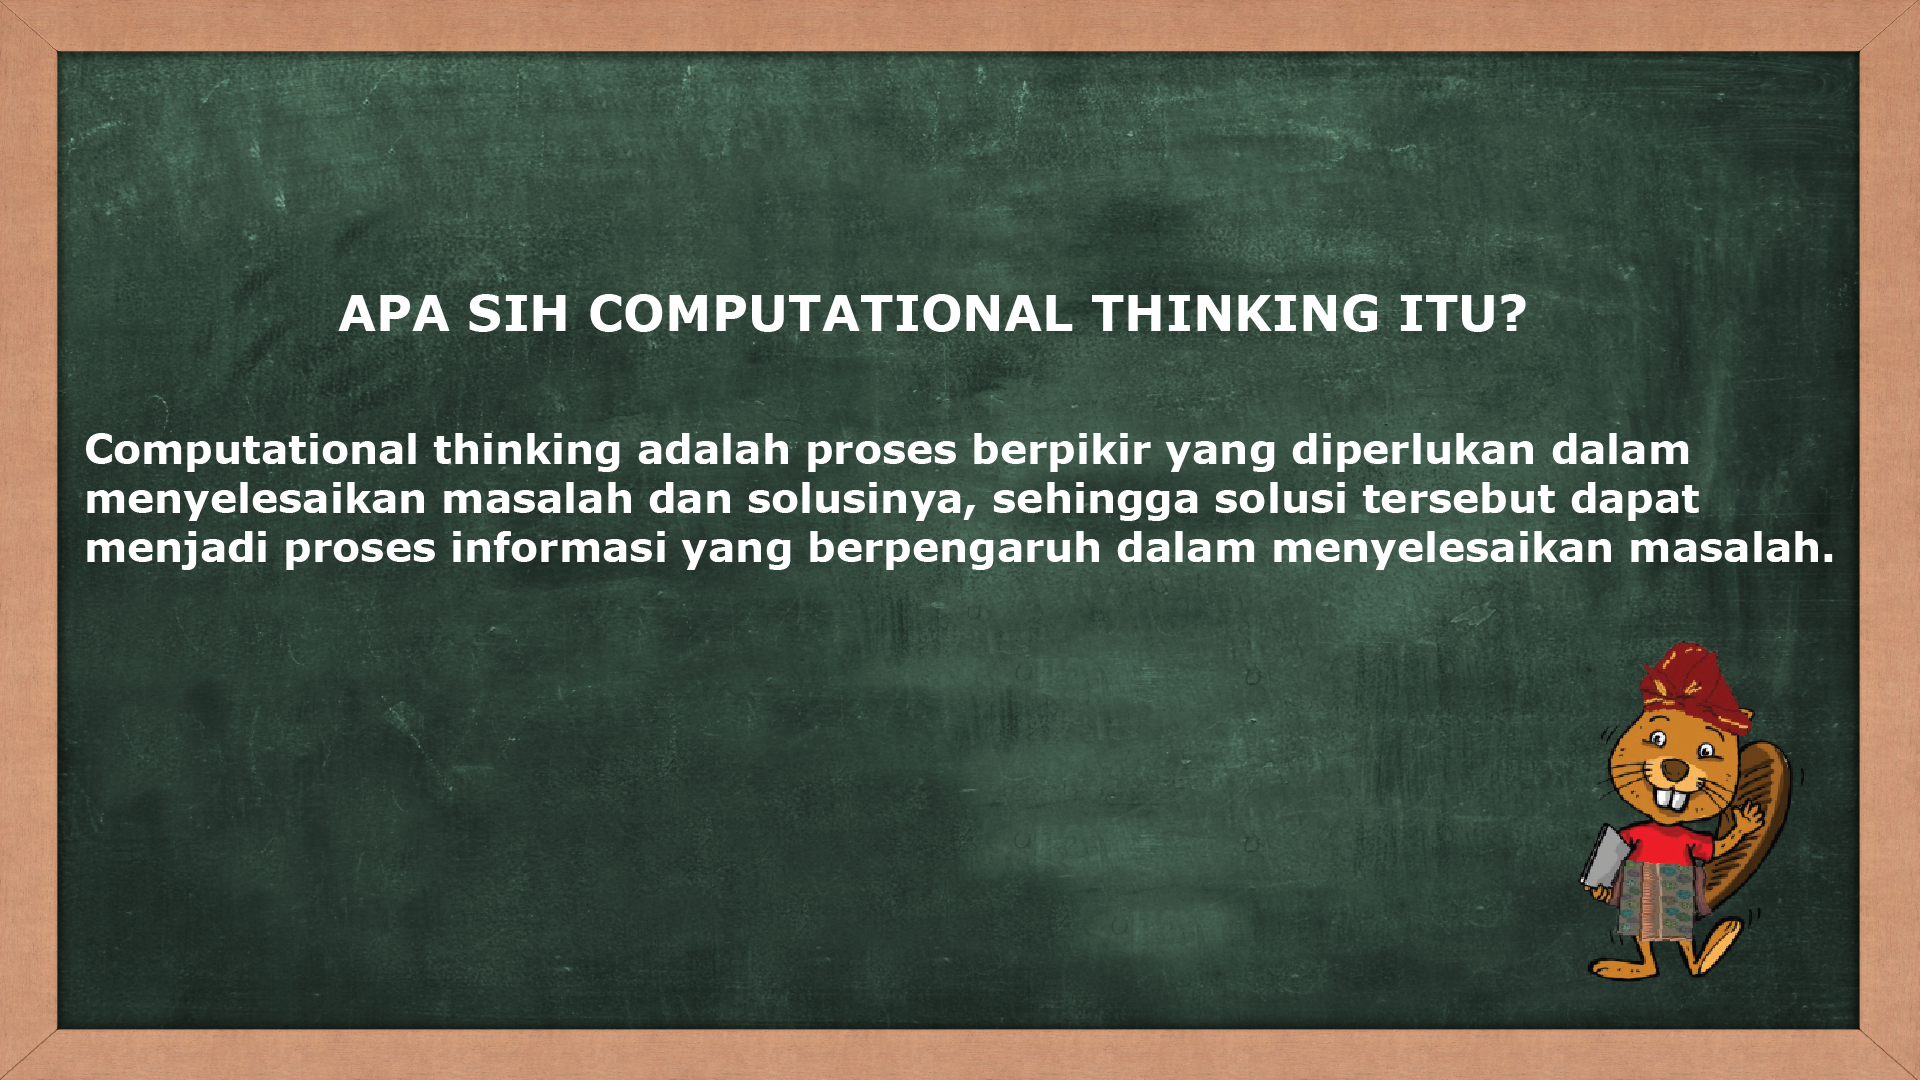 APA SIH COMPUTATIONAL THINKING ITU?
Computational thinking adalah proses berpikir yang diperlukan dalam
menyelesaikan masalah dan solusinya, sehingga solusi tersebut dapat
menjadi proses informasi yang berpengaruh dalam menyelesaikan masalah.